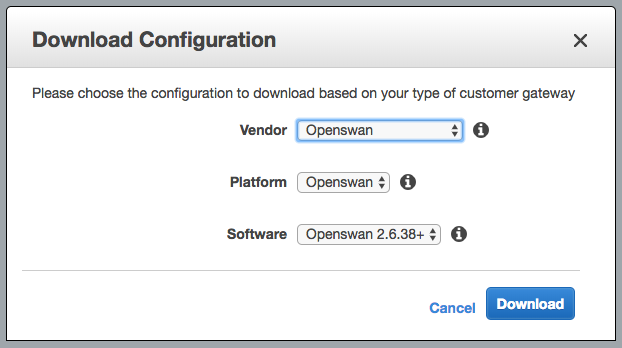 Download Configuration
Please choose the configuration to download based on your type of customer gateway
Vendor Openswan
Platform Openswan
Software Openswan 2.6.38+
Cancel Download